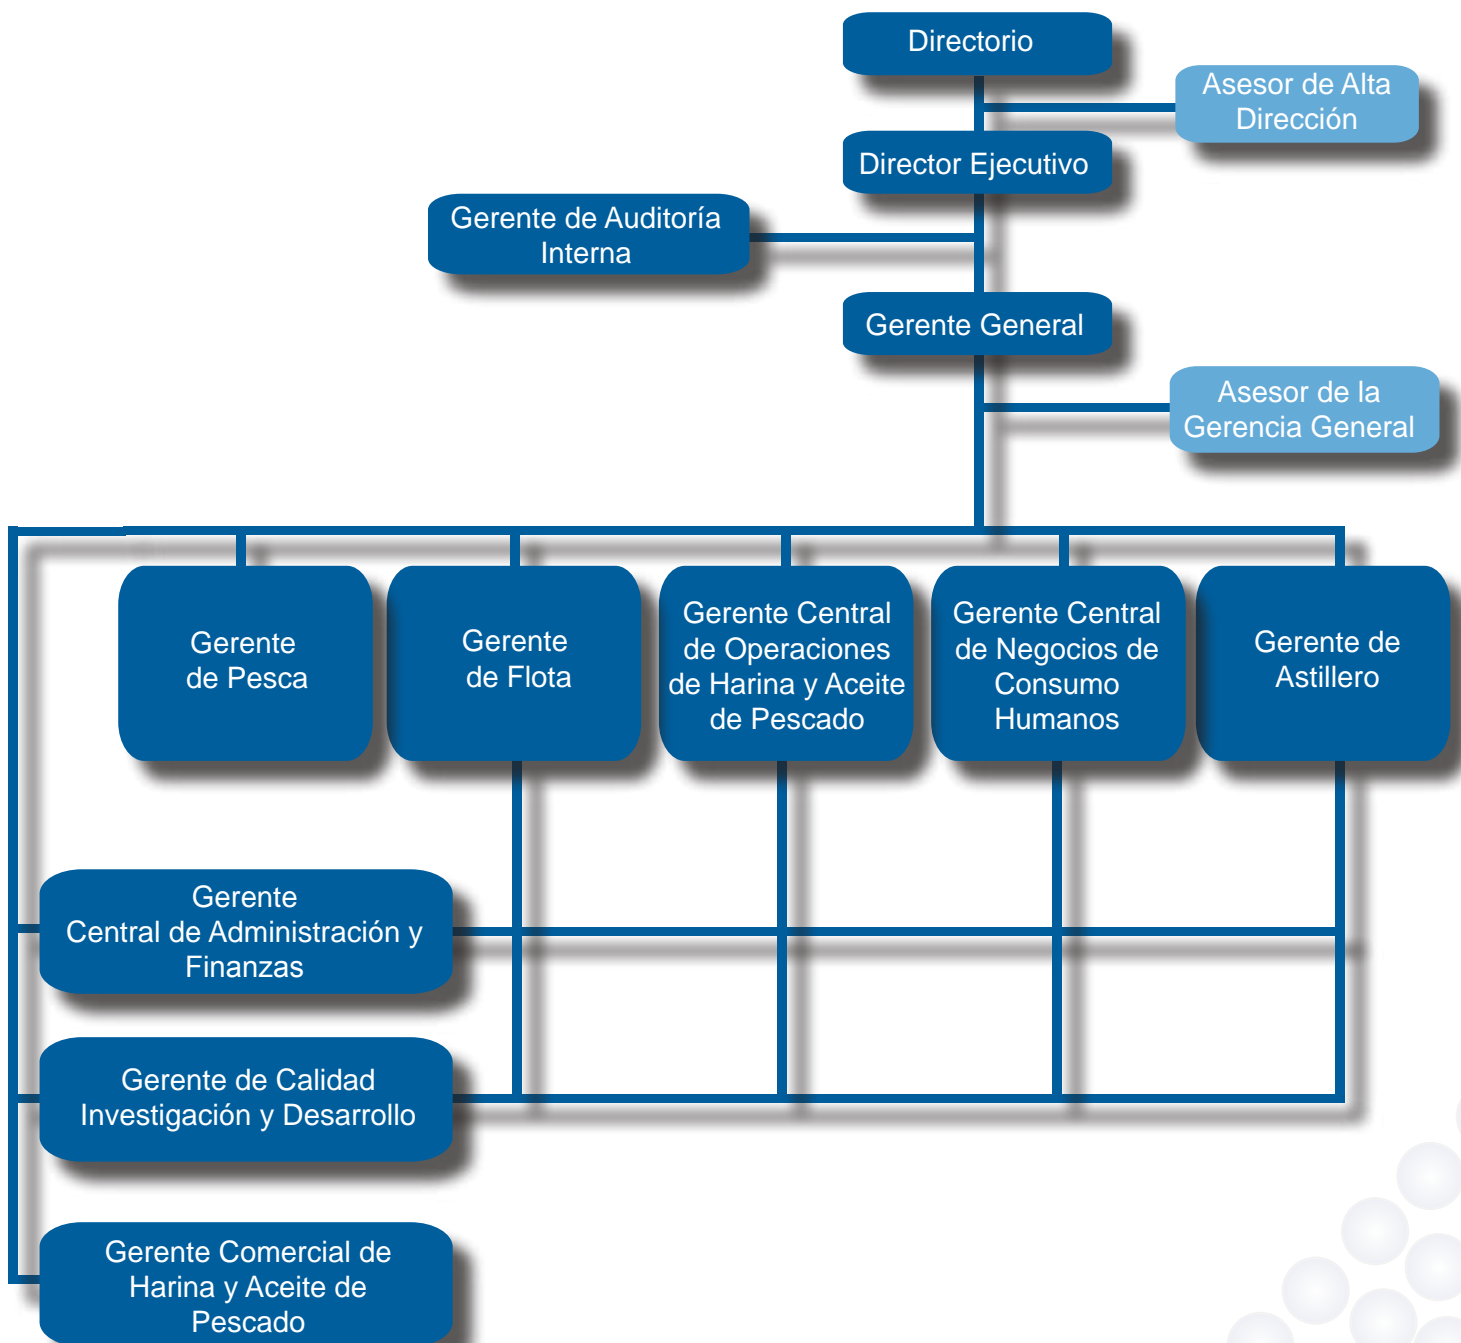 Directorio
Asesor de Alta
Dirección
Director Ejecutivo
Gerente de Auditoría
Interna
Gerente General
Asesor de la
Gerencia General
Gerente
de Pesca
Gerente
de Flota
Gerente Central
de Operaciones
de Harina y Aceite
de Pescado
Gerente Central
de Negocios de
Consumo
Humanos
Gerente de
Astillero
Gerente
Central de Administración y
Finanzas
Gerente de Calidad
Investigación y Desarrollo
Gerente Comercial de
Harina y Aceite de
Pescado